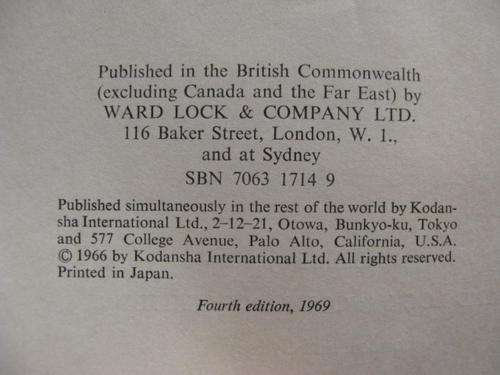 Published in the British Commonwealth
(excluding Canada and the Far East) by
WARD LOCK & COMPANY LTD.
116 Baker Street, London, W. 1.,
and at Sydney
SBN 7063 1714 9
Published simultaneously in the rest of the world by Kodan-
sha International Ltd., 2-12-21, Otowa, Bunkyo-ku, Tokyo
and 577 College Avenue, Palo Alto, California, U.S.A.
© 1966 by Kodansha International Ltd. All rights reserved.
Printed in Japan.
Fourth edition, 1969